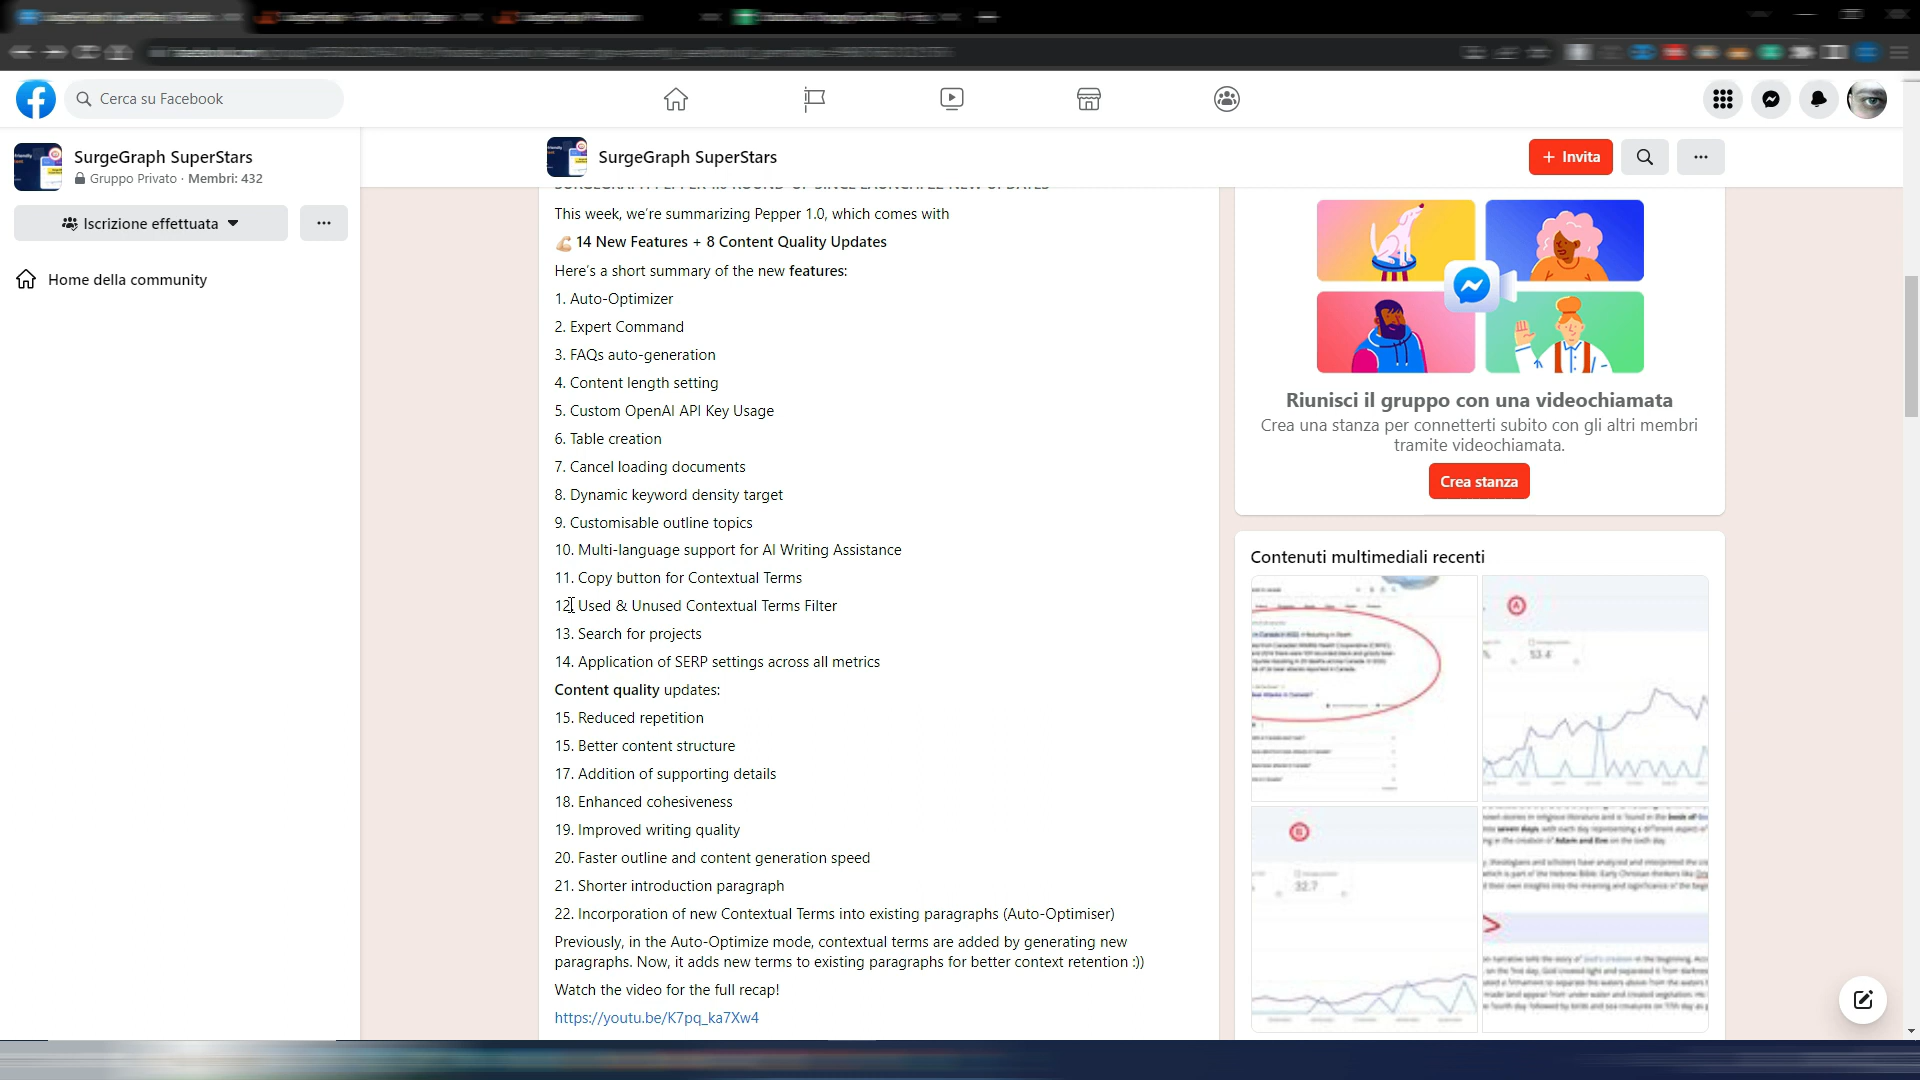 Cerca su Facebook
SurgeGraph SuperStars
Gruppo Privato · Membri: 432
Iscrizione effettuata
Home della community
SurgeGraph SuperStars
+ Invita
This week, we're summarizing Pepper 1.0, which comes with
💪🏻 14 New Features + 8 Content Quality Updates
Here's a short summary of the new features:
1. Auto-Optimizer
2. Expert Command
3. FAQs auto-generation
4. Content length setting
5. Custom OpenAI API Key Usage
6. Table creation
7. Cancel loading documents
8. Dynamic keyword density target
9. Customisable outline topics
10. Multi-language support for AI Writing Assistance
11. Copy button for Contextual Terms
12. Used & Unused Contextual Terms Filter
13. Search for projects
14. Application of SERP settings across all metrics
Content quality updates:
15. Reduced repetition
15. Better content structure
17. Addition of supporting details
18. Enhanced cohesiveness
19. Improved writing quality
20. Faster outline and content generation speed
21. Shorter introduction paragraph
22. Incorporation of new Contextual Terms into existing paragraphs (Auto-Optimiser)
Previously, in the Auto-Optimize mode, contextual terms are added by generating new
paragraphs. Now, it adds new terms to existing paragraphs for better context retention :))
Watch the video for the full recap!
https://youtu.be/K7pq_ka7Xw4
Riunisci il gruppo con una videochiamata
Crea una stanza per connetterti subito con gli altri membri
tramite videochiamata.
Crea stanza
Contenuti multimediali recenti
A
53.4
32.7